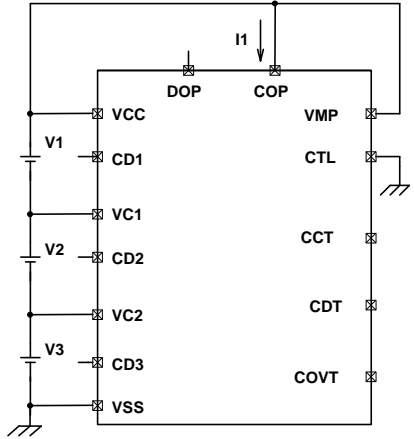 I1
DOP COP
VCC VMP
V1
CD1 CTL
VC1
CCT
V2
CD2
CDT
VC2
V3
CD3 COVT
VSS